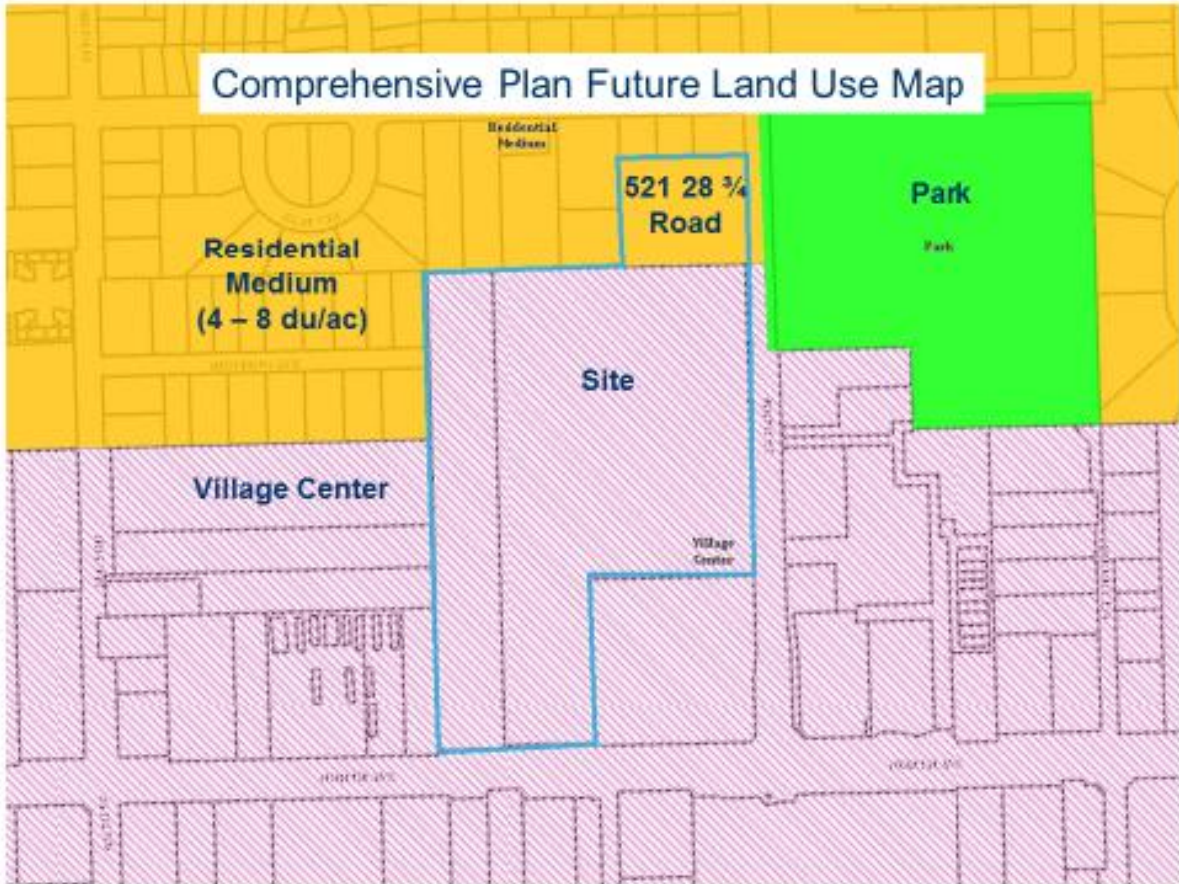 Comprehensive Plan Future Land Use Map
Residential
Medium
521 28 ¾
Road
Park
Park
Residential
Medium
(4 – 8 du/ac)
Site
Village Center
Village
Center